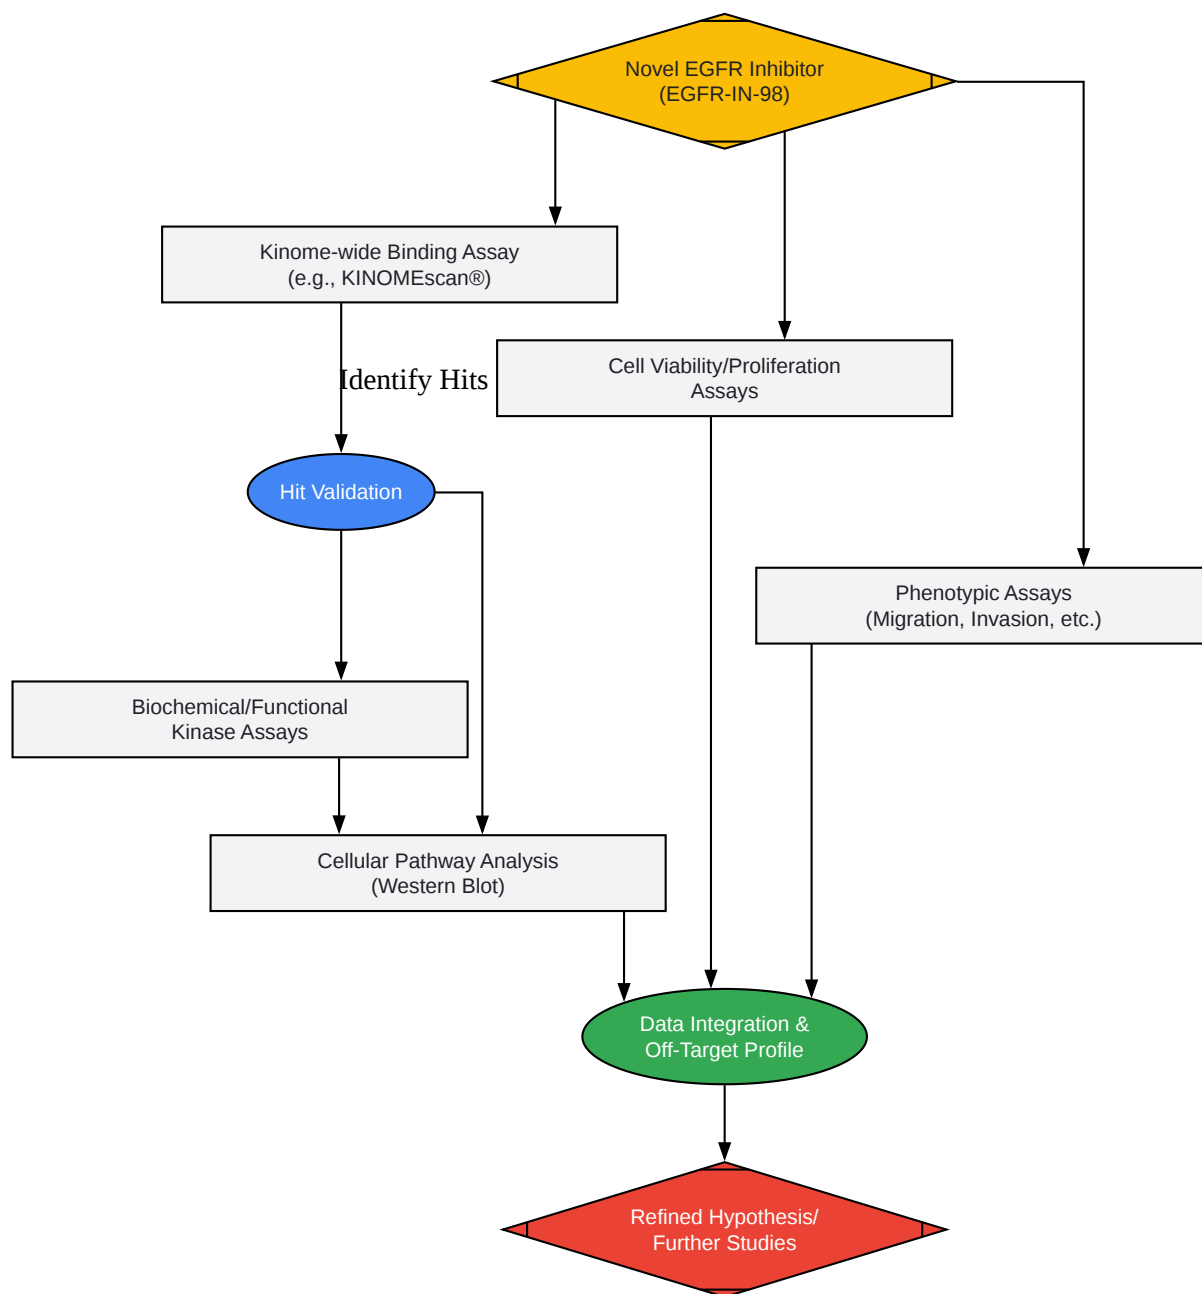 Novel EGFR Inhibitor
(EGFR-IN-98)
Kinome-wide Binding Assay
(e.g., KINOMEscan®)
Identify Hits
Cell Viability/Proliferation
Assays
Hit Validation
Phenotypic Assays
(Migration, Invasion, etc.)
Biochemical/Functional
Kinase Assays
Cellular Pathway Analysis
(Western Blot)
Data Integration &
Off-Target Profile
Refined Hypothesis/
Further Studies